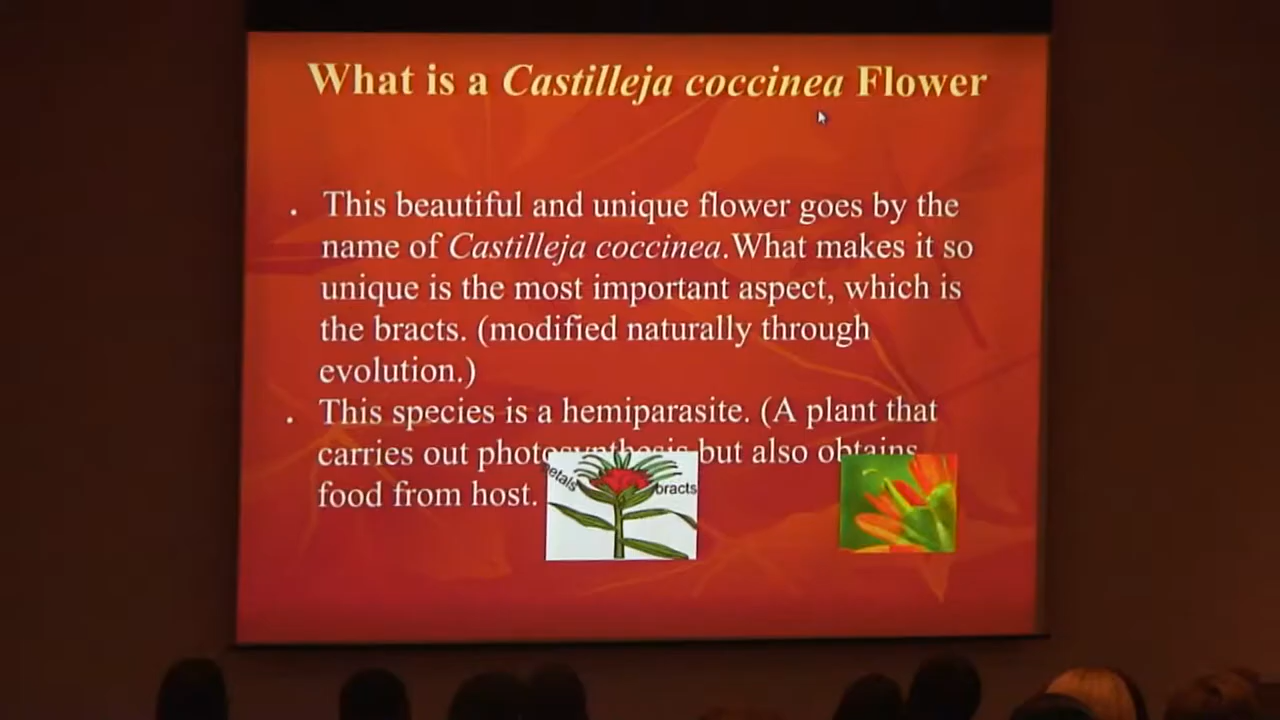 What is a Castilleja coccinea Flower
. This beautiful and unique flower goes by the
name of Castilleja coccinea.What makes it so
unique is the most important aspect, which is
the bracts. (modified naturally through
evolution.)
. This species is a hemiparasite. (A plant that
carries out photosynthesis but also obtains
food from host.
petals
bracts